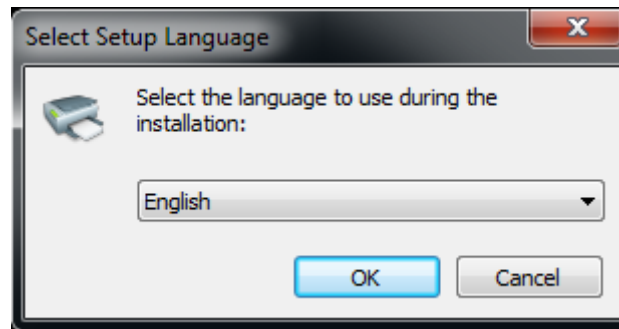 Select Setup Language
Select the language to use during the
installation:
English
OK
Cancel